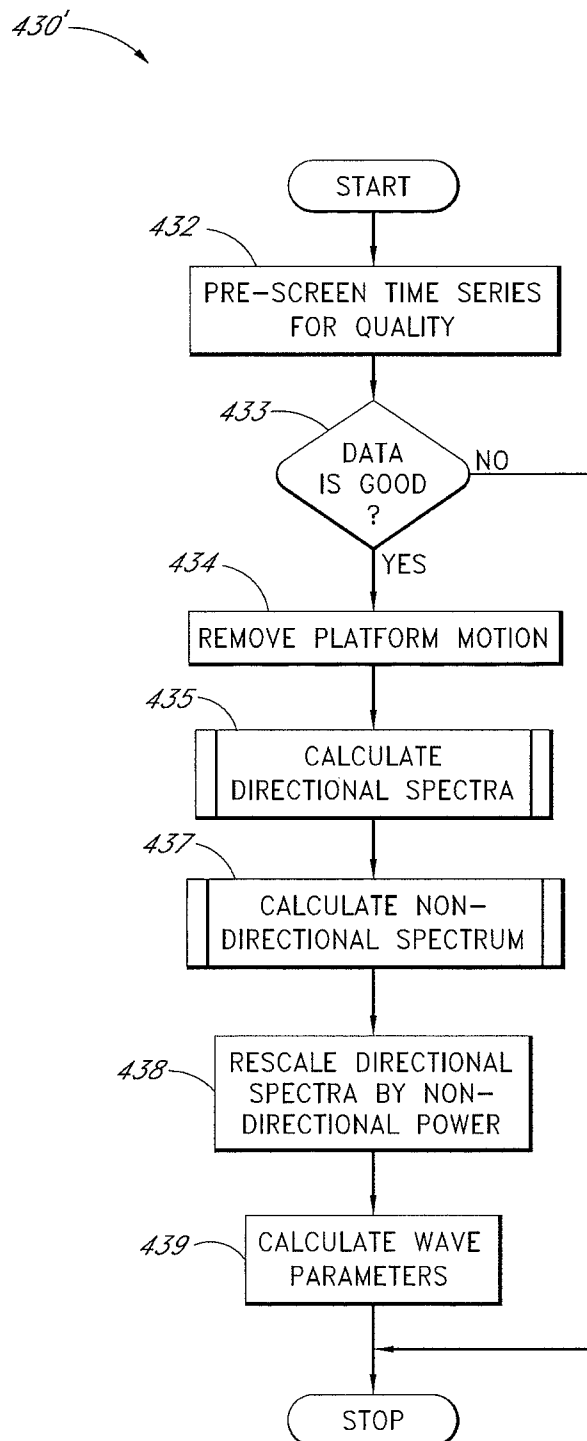 430'
START
432
PRE-SCREEN TIME SERIES
FOR QUALITY
433
DATA
IS GOOD
?
NO
YES
434
REMOVE PLATFORM MOTION
435
CALCULATE
DIRECTIONAL SPECTRA
437
CALCULATE NON-
DIRECTIONAL SPECTRUM
438
RESCALE DIRECTIONAL
SPECTRA BY NON-
DIRECTIONAL POWER
439
CALCULATE WAVE
PARAMETERS
STOP